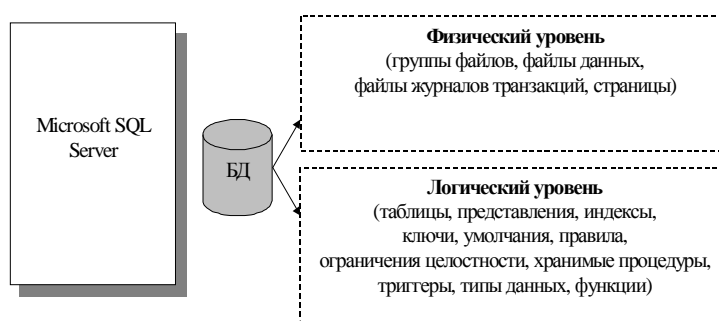 Microsoft SQL
Server
БД
Физический уровень
(группы файлов, файлы данных,
файлы журналов транзакций, страницы)
Логический уровень
(таблицы, представления, индексы,
ключи, умолчания, правила,
ограничения целостности, хранимые процедуры,
триггеры, типы данных, функции)